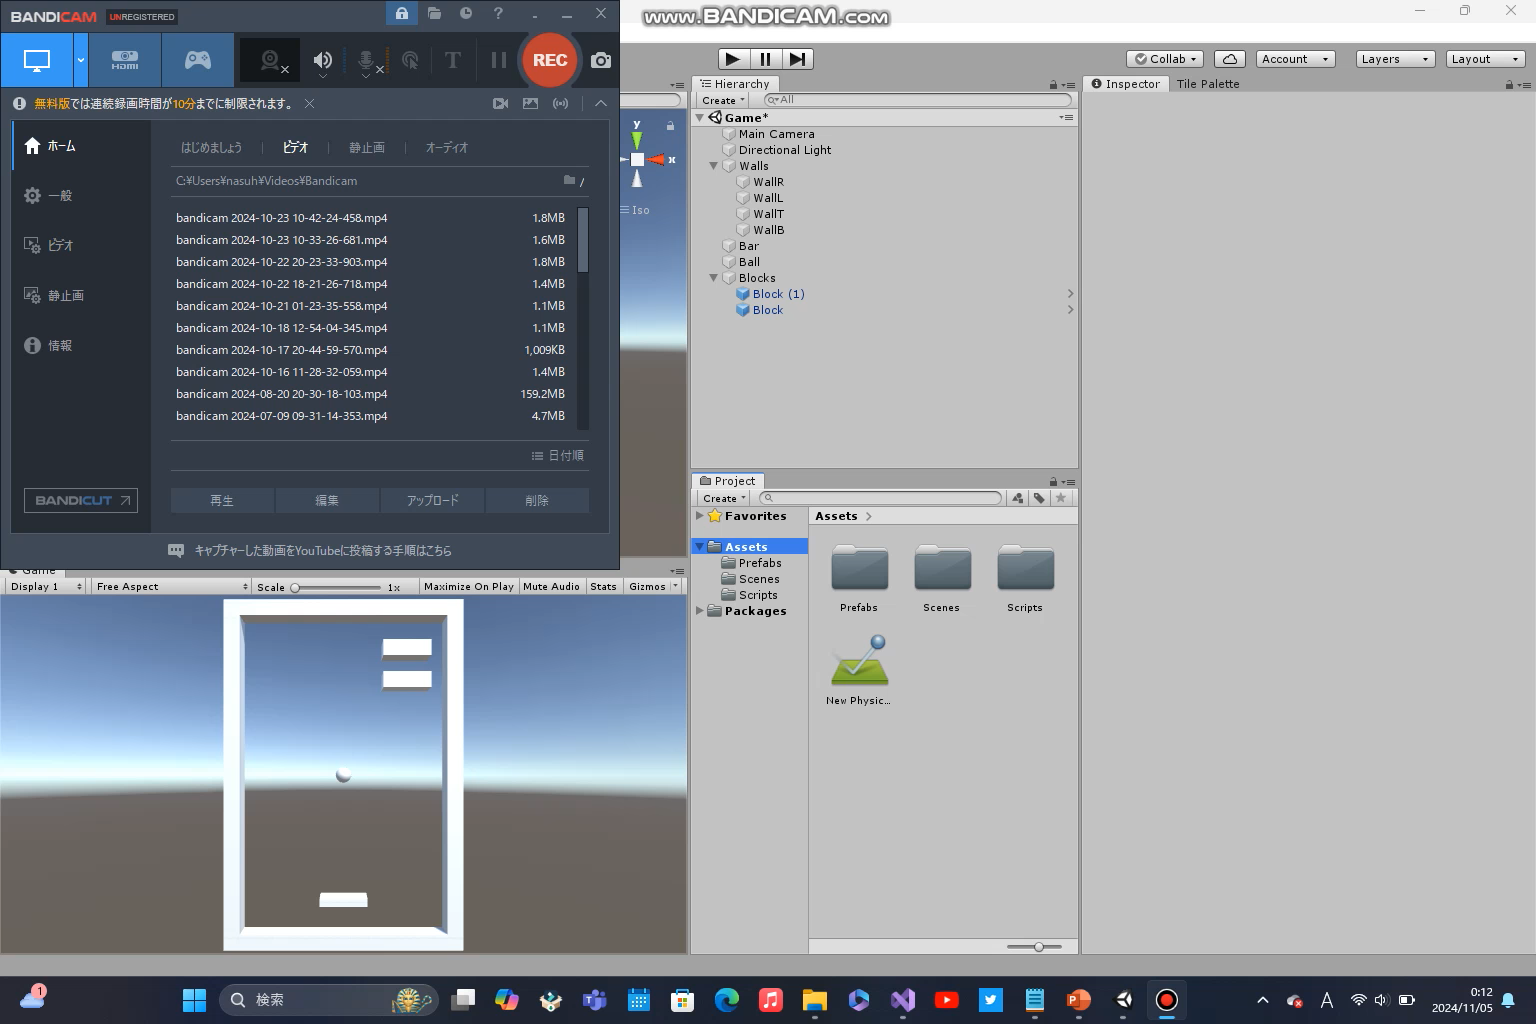 BANDICAM UNREGISTERED
www.BANDICAM.com
HDMI
REC
無料版では連続録画時間が10分までに制限されます。
ホーム
一般
ビデオ
静止画
情報
BANDICUT
はじめましょう
ビデオ
静止画
オーディオ
C:¥Users¥nasuh¥Videos¥Bandicam
bandicam 2024-10-23 10-42-24-458.mp4 1.8MB
bandicam 2024-10-23 10-33-26-681.mp4 1.6MB
bandicam 2024-10-22 20-23-33-903.mp4 1.8MB
bandicam 2024-10-22 18-21-26-718.mp4 1.4MB
bandicam 2024-10-21 01-23-35-558.mp4 1.1MB
bandicam 2024-10-18 12-54-04-345.mp4 1.1MB
bandicam 2024-10-17 20-44-59-570.mp4 1,009KB
bandicam 2024-10-16 11-28-32-059.mp4 1.4MB
bandicam 2024-08-20 20-30-18-103.mp4 159.2MB
bandicam 2024-07-09 09-31-14-353.mp4 4.7MB
日付順
再生
編集
アップロード
削除
キャプチャーした動画をYouTubeに投稿する手順はこちら
y
x
Iso
Collab
Account
Layers
Layout
Hierarchy
Create
All
Game*
Main Camera
Directional Light
Walls
WallR
WallL
WallT
WallB
Bar
Ball
Blocks
Block (1)
Block
Inspector
Tile Palette
Project
Create
Favorites
Assets
Prefabs
Scenes
Scripts
Packages
Assets
Prefabs
Scenes
Scripts
New Physic...
Game
Display 1
Free Aspect
Scale
1x
Maximize On Play
Mute Audio
Stats
Gizmos
1
検索
A
0:12
2024/11/05